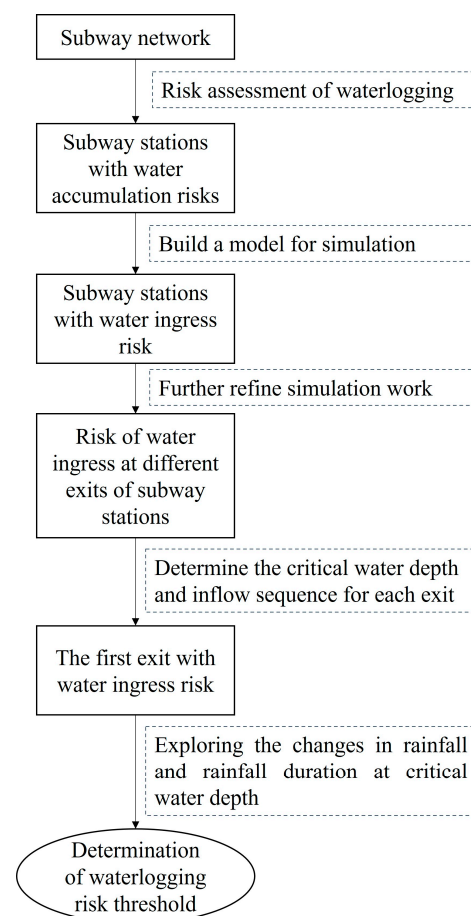 Subway network
Risk assessment of waterlogging
Subway stations
with water
accumulation risks
Build a model for simulation
Subway stations
with water ingress
risk
Further refine simulation work
Risk of water
ingress at different
exits of subway
stations
Determine the critical water depth
and inflow sequence for each exit
The first exit with
water ingress risk
Exploring the changes in rainfall
and rainfall duration at critical
water depth
Determination
of waterlogging
risk threshold